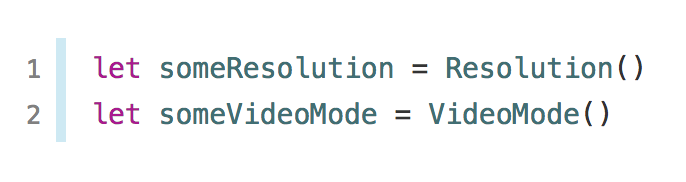 1 let someResolution = Resolution()
2 let someVideoMode = VideoMode()